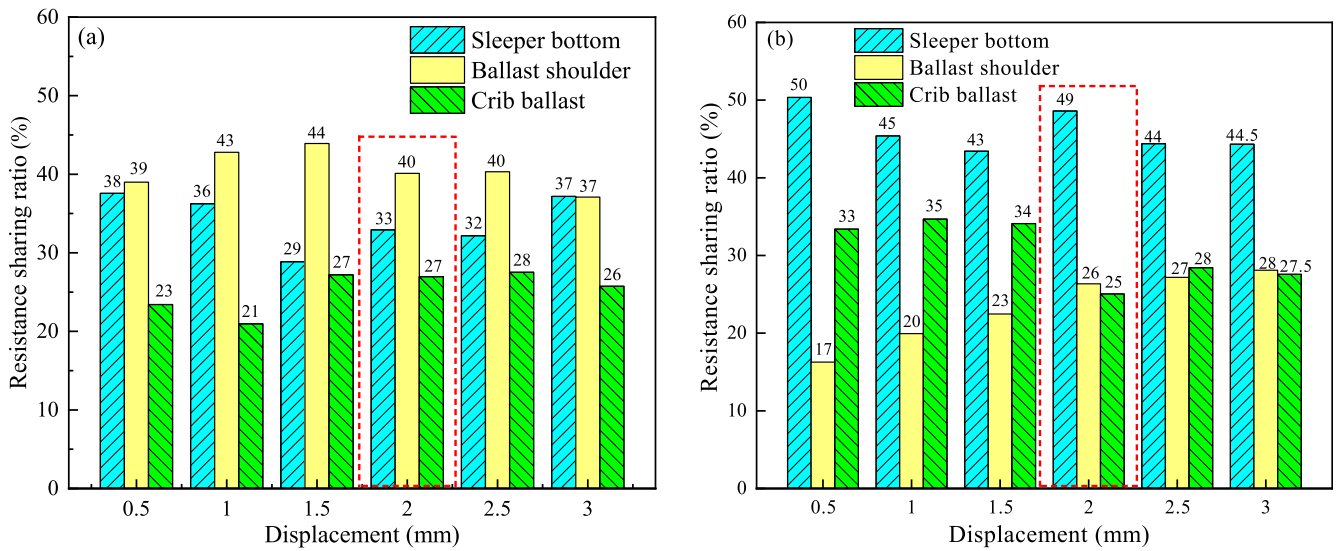 (a)
Sleeper bottom
Ballast shoulder
Crib ballast
Resistance sharing ratio (%)
60
50
40
30
20
10
0
38 39 23
36 43 21
29 44 27
33 40 27
32 40 28
37 37 26
0.5 1 1.5 2 2.5 3
Displacement (mm)
(b)
Sleeper bottom
Ballast shoulder
Crib ballast
Resistance sharing ratio (%)
60
50
40
30
20
10
0
50 17 33
45 20 35
43 23 34
49 26 25
44 27 28
44.5 28 27.5
0.5 1 1.5 2 2.5 3
Displacement (mm)